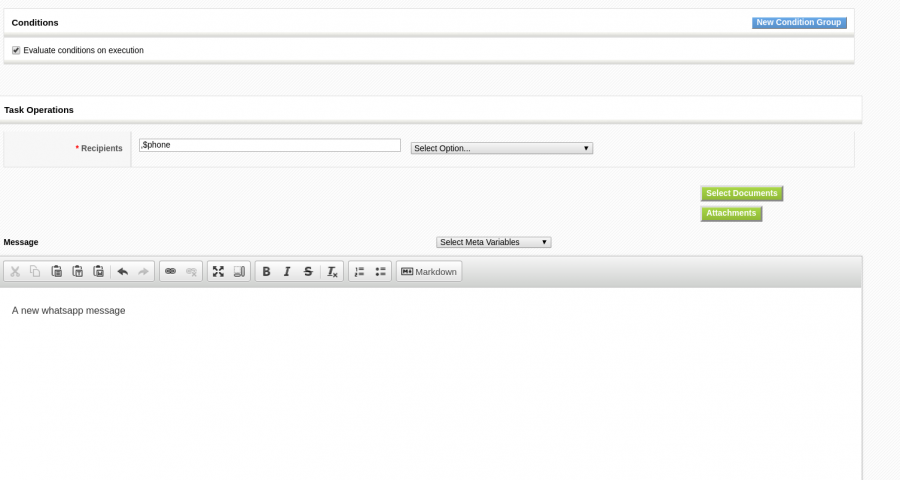 Conditions
New Condition Group
Evaluate conditions on execution
Task Operations
* Recipients
,$phone
Select Option...
Select Documents
Attachments
Message
Select Meta Variables
B I S Tx
Markdown
A new whatsapp message